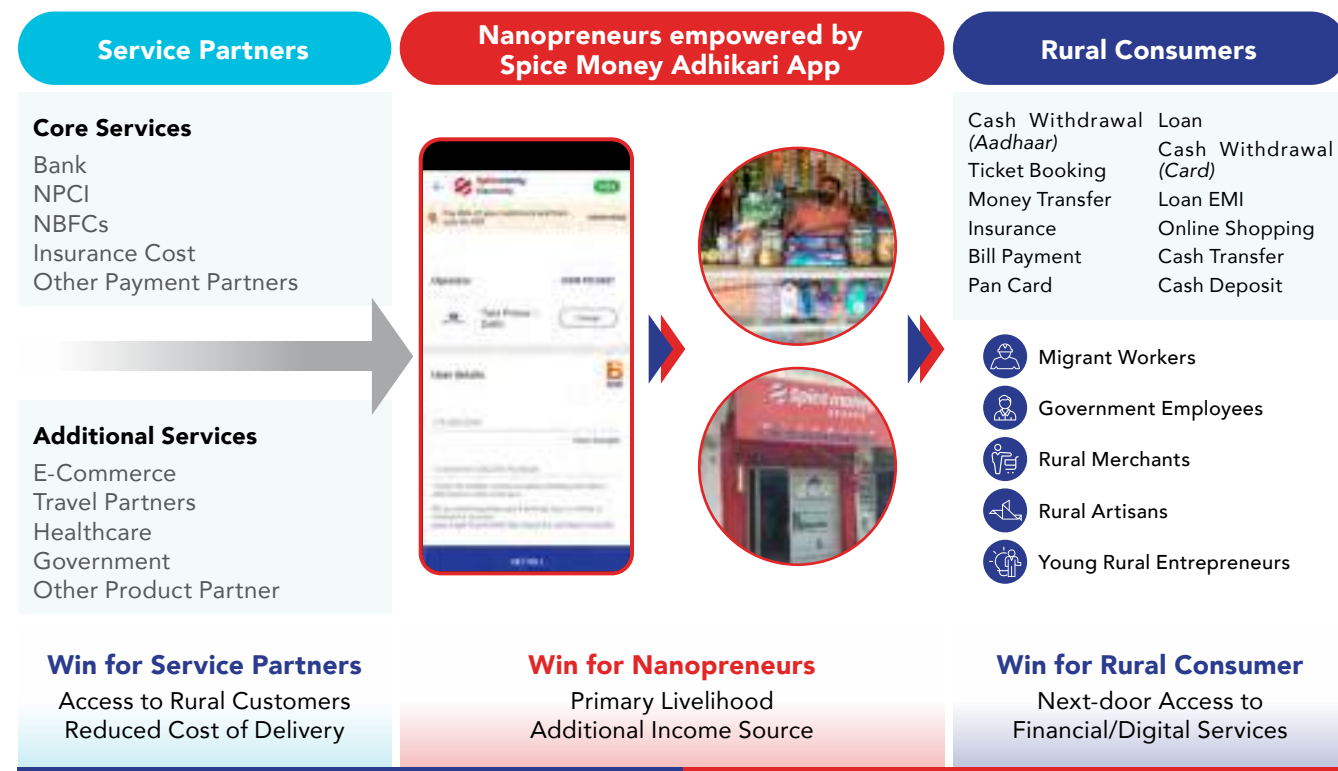 Service Partners
Core Services
Bank
NPCI
NBFCs
Insurance Cost
Other Payment Partners
Additional Services
E-Commerce
Travel Partners
Healthcare
Government
Other Product Partner
Win for Service Partners
Access to Rural Customers
Reduced Cost of Delivery
Nanopreneurs empowered by
Spice Money Adhikari App
User details
Win for Nanopreneurs
Primary Livelihood
Additional Income Source
Rural Consumers
Cash Withdrawal
(Aadhaar)
Ticket Booking
Money Transfer
Insurance
Bill Payment
Pan Card
Loan
Cash Withdrawal
(Card)
Loan EMI
Online Shopping
Cash Transfer
Cash Deposit
Migrant Workers
Government Employees
Rural Merchants
Rural Artisans
Young Rural Entrepreneurs
Win for Rural Consumer
Next-door Access to
Financial/Digital Services